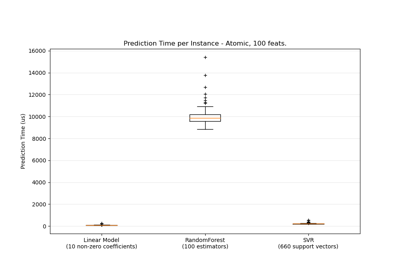 Prediction Time per Instance - Atomic, 100 feats.
Prediction Time (us)
16000
14000
12000
10000
8000
6000
4000
2000
0
Linear Model
(10 non-zero coefficients)
RandomForest
(100 estimators)
SVR
(660 support vectors)